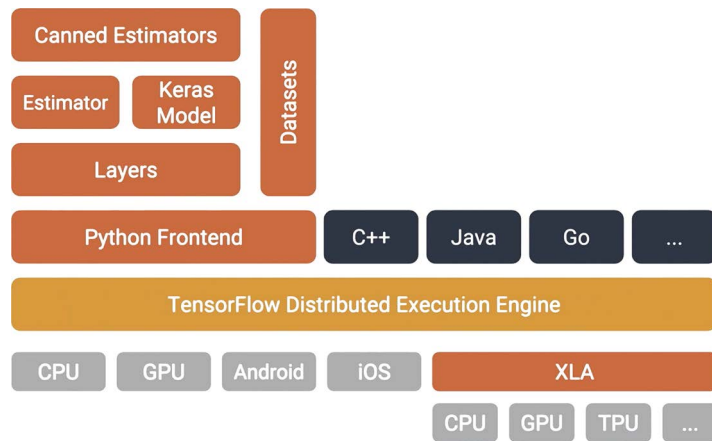 Canned Estimators
Datasets
Estimator
Keras
Model
Layers
Python Frontend
C++
Java
Go
...
TensorFlow Distributed Execution Engine
CPU
GPU
Android
iOS
XLA
CPU
GPU
TPU
...